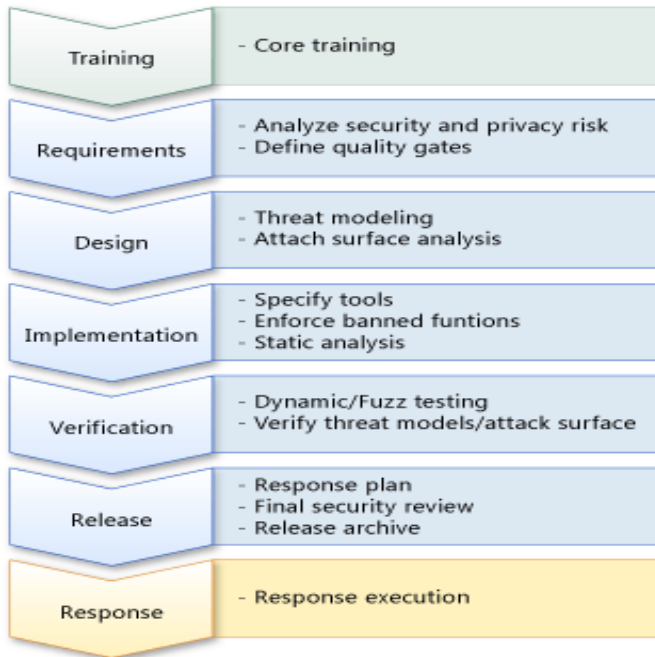 Training
- Core training
Requirements
- Analyze security and privacy risk
- Define quality gates
Design
- Threat modeling
- Attach surface analysis
Implementation
- Specify tools
- Enforce banned funtions
- Static analysis
Verification
- Dynamic/Fuzz testing
- Verify threat models/attack surface
Release
- Response plan
- Final security review
- Release archive
Response
- Response execution